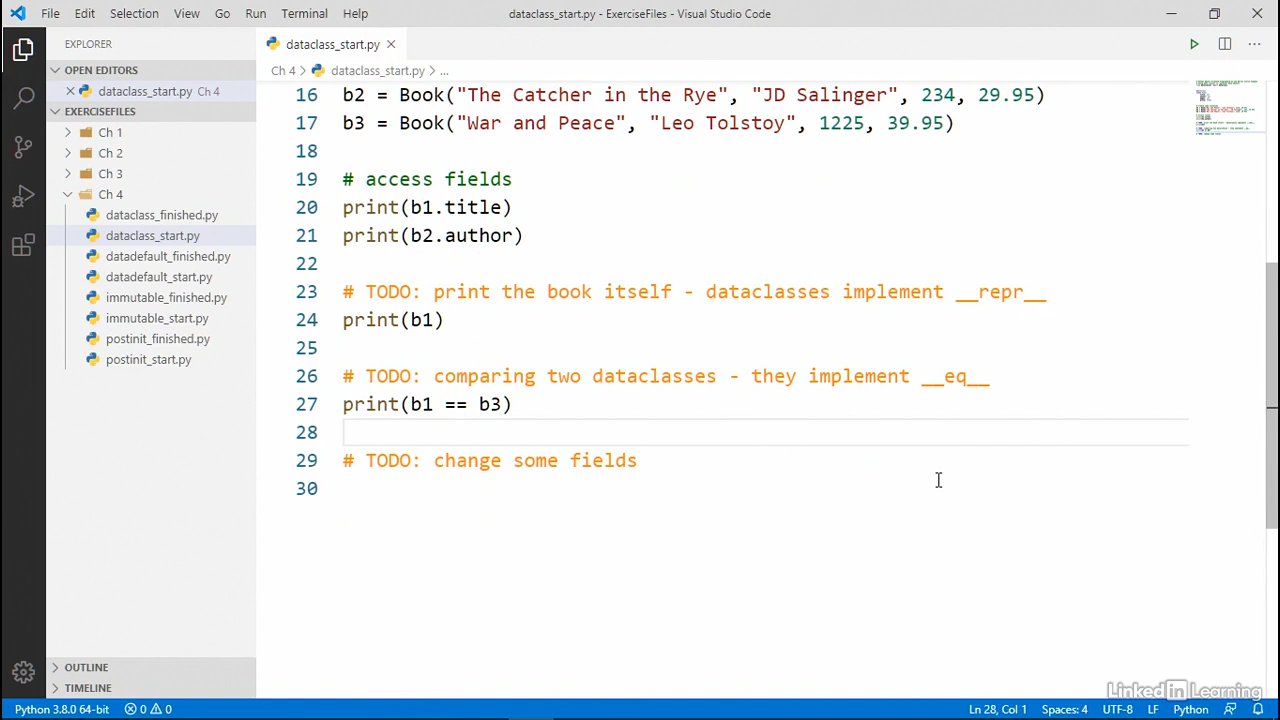 File Edit Selection View Go Run Terminal Help
dataclass_start.py - ExerciseFiles - Visual Studio Code
EXPLORER
OPEN EDITORS
dataclass_start.py Ch 4
EXERCISEFILES
Ch 1
Ch 2
Ch 3
Ch 4
dataclass_finished.py
dataclass_start.py
datadefault_finished.py
datadefault_start.py
immutable_finished.py
immutable_start.py
postinit_finished.py
postinit_start.py
OUTLINE
TIMELINE
dataclass_start.py
Ch 4 > dataclass_start.py > ...
16 b2 = Book("The Catcher in the Rye", "JD Salinger", 234, 29.95)
17 b3 = Book("War and Peace", "Leo Tolstoy", 1225, 39.95)
18
19 # access fields
20 print(b1.title)
21 print(b2.author)
22
23 # TODO: print the book itself - dataclasses implement __repr__
24 print(b1)
25
26 # TODO: comparing two dataclasses - they implement __eq__
27 print(b1 == b3)
28
29 # TODO: change some fields
30
Linked in Learning
Python 3.8.0 64-bit 0 0 Ln 28, Col 1 Spaces: 4 UTF-8 LF Python